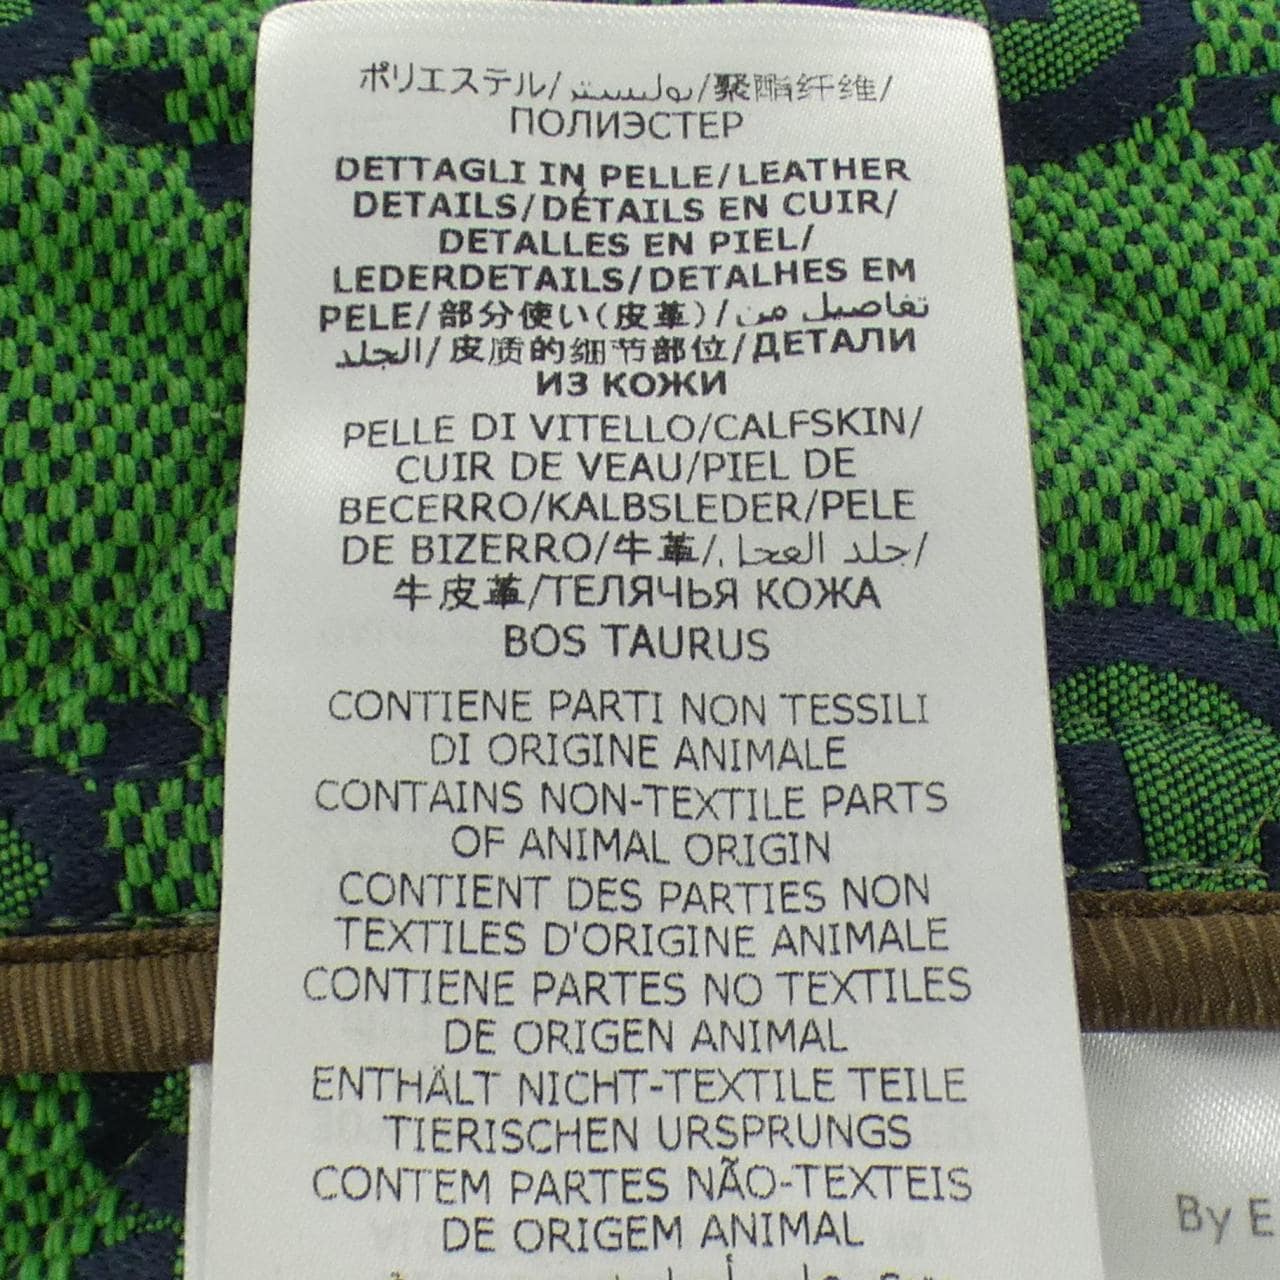 ポリエステル/بوليستر/聚酯纤维/
ПОЛИЭСТЕР
DETTAGLI IN PELLE/LEATHER
DETAILS/DÉTAILS EN CUIR/
DETALLES EN PIEL/
LEDERDETAILS/DETALHES EM
PELE/部分使い(皮革)/تفاصيل من
الجلد/皮质的细节部位/ДЕТАЛИ
ИЗ КОЖИ
PELLE DI VITELLO/CALFSKIN/
CUIR DE VEAU/PIEL DE
BECERRO/KALBSLEDER/PELE
DE BIZERRO/牛革/جلد العجل/
牛皮革/ТЕЛЯЧЬЯ КОЖА
BOS TAURUS
CONTIENE PARTI NON TESSILI
DI ORIGINE ANIMALE
CONTAINS NON-TEXTILE PARTS
OF ANIMAL ORIGIN
CONTIENT DES PARTIES NON
TEXTILES D'ORIGINE ANIMALE
CONTIENE PARTES NO TEXTILES
DE ORIGEN ANIMAL
ENTHÄLT NICHT-TEXTILE TEILE
TIERISCHEN URSPRUNGS
CONTEM PARTES NÃO-TEXTEIS
DE ORIGEM ANIMAL
By E